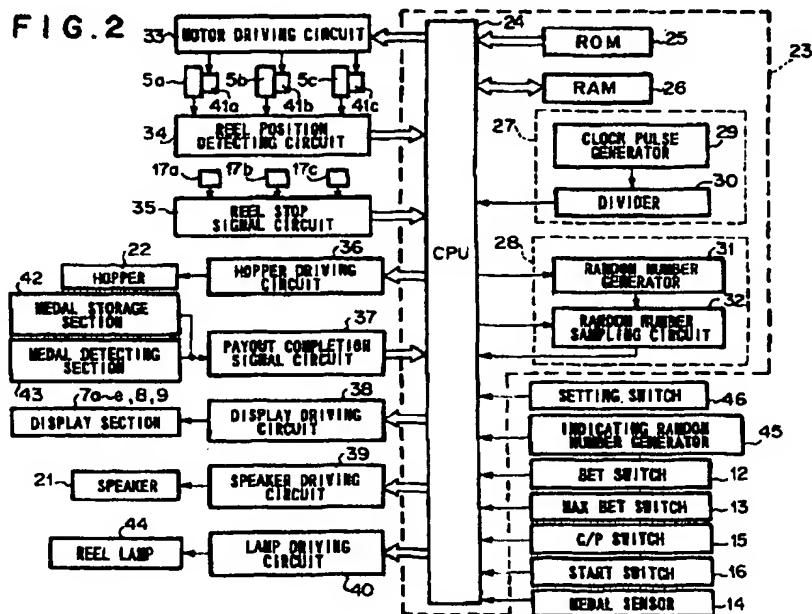 FIG.2
33
MOTOR DRIVING CIRCUIT
5a
5b
5c
41a
41b
41c
34
REEL POSITION
DETECTING CIRCUIT
17a
17b
17c
35
REEL STOP
SIGNAL CIRCUIT
22
HOPPER
36
HOPPER DRIVING
CIRCUIT
42
MEDAL STORAGE
SECTION
MEDAL DETECTING
SECTION
43
37
PAYOUT COMPLETION
SIGNAL CIRCUIT
7a~e,8,9
DISPLAY SECTION
38
DISPLAY DRIVING
CIRCUIT
21
SPEAKER
39
SPEAKER DRIVING
CIRCUIT
44
REEL LAMP
LAMP DRIVING
CIRCUIT
40
24
CPU
ROM
25
23
RAM
26
27
CLOCK PULSE
GENERATOR
29
30
DIVIDER
28
31
RANDOM NUMBER
GENERATOR
32
RANDOM NUMBER
SAMPLING CIRCUIT
SETTING SWITCH
46
INDICATING RANDOM
NUMBER GENERATOR
45
BET SWITCH
12
MAX BET SWITCH
13
C/P SWITCH
15
START SWITCH
16
MEDAL SENSOR
14